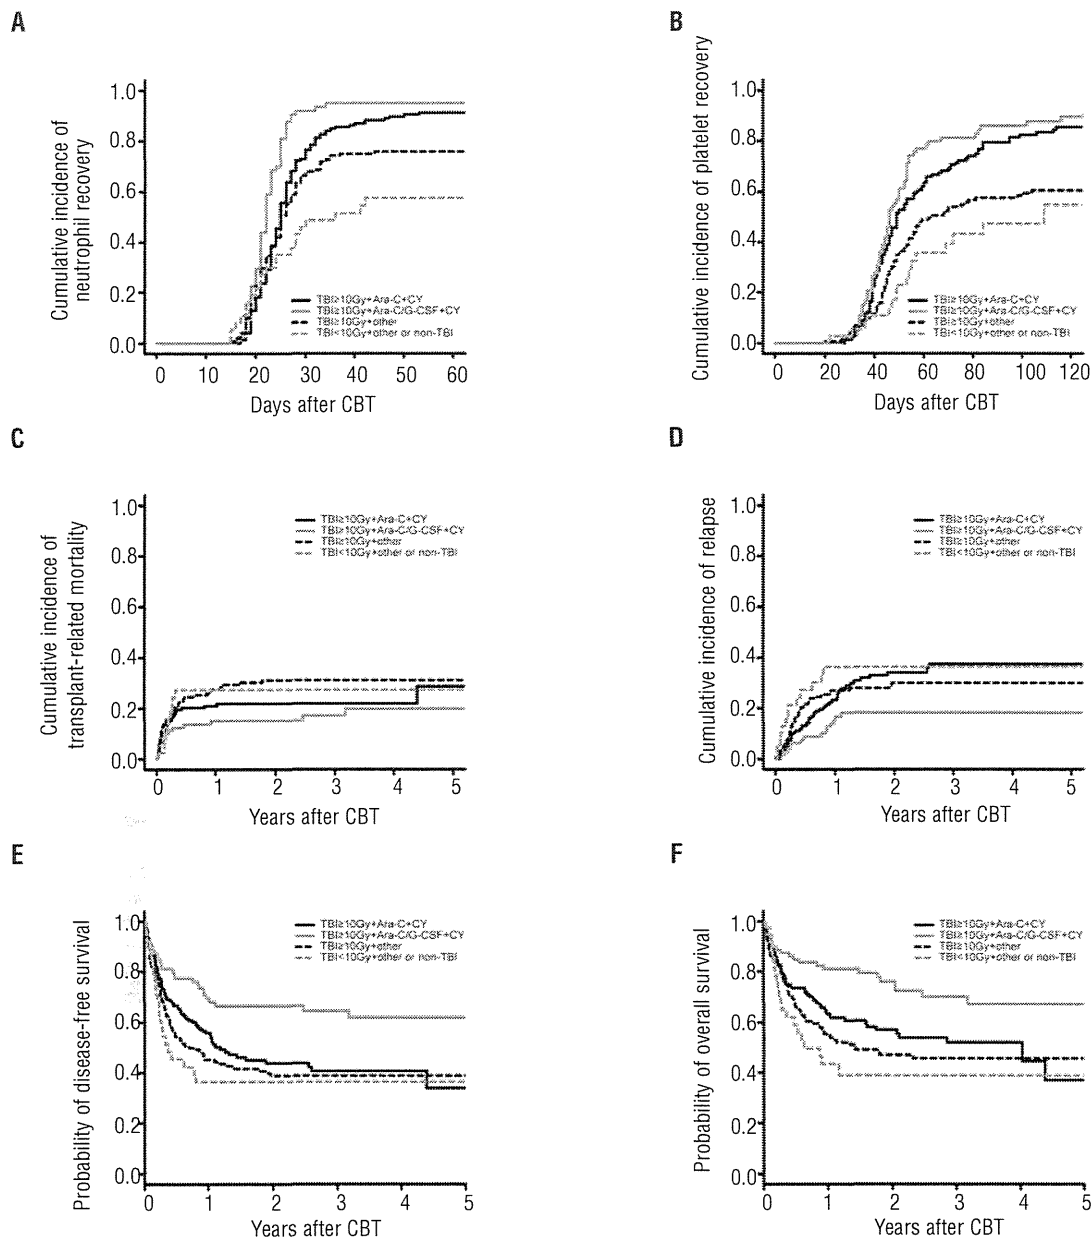 A
Cumulative incidence of
neutrophil recovery
1.0
0.8
0.6
0.4
0.2
0.0
TBI≥10Gy+Ara-C+CY
TBI≥10Gy+Ara-C/G-CSF+CY
TBI≥10Gy+other
TBI<10Gy+other or non-TBI
0 10 20 30 40 50 60
Days after CBT
B
Cumulative incidence of platelet recovery
1.0
0.8
0.6
0.4
0.2
0.0
TBI≥10Gy+Ara-C+CY
TBI≥10Gy+Ara-C/G-CSF+CY
TBI≥10Gy+other
TBI<10Gy+other or non-TBI
0 20 40 60 80 100 120
Days after CBT
C
Cumulative incidence of
transplant-related mortality
1.0
0.8
0.6
0.4
0.2
0.0
TBI≥10Gy+Ara-C+CY
TBI≥10Gy+Ara-C/G-CSF+CY
TBI≥10Gy+other
TBI<10Gy+other or non-TBI
0 1 2 3 4 5
Years after CBT
D
Cumulative incidence of relapse
1.0
0.8
0.6
0.4
0.2
0.0
TBI≥10Gy+Ara-C+CY
TBI≥10Gy+Ara-C/G-CSF+CY
TBI≥10Gy+other
TBI<10Gy+other or non-TBI
0 1 2 3 4 5
Years after CBT
E
Probability of disease-free survival
1.0
0.8
0.6
0.4
0.2
0.0
TBI≥10Gy+Ara-C+CY
TBI≥10Gy+Ara-C/G-CSF+CY
TBI≥10Gy+other
TBI<10Gy+other or non-TBI
0 1 2 3 4 5
Years after CBT
F
Probability of overall survival
1.0
0.8
0.6
0.4
0.2
0.0
TBI≥10Gy+Ara-C+CY
TBI≥10Gy+Ara-C/G-CSF+CY
TBI≥10Gy+other
TBI<10Gy+other or non-TBI
0 1 2 3 4 5
Years after CBT